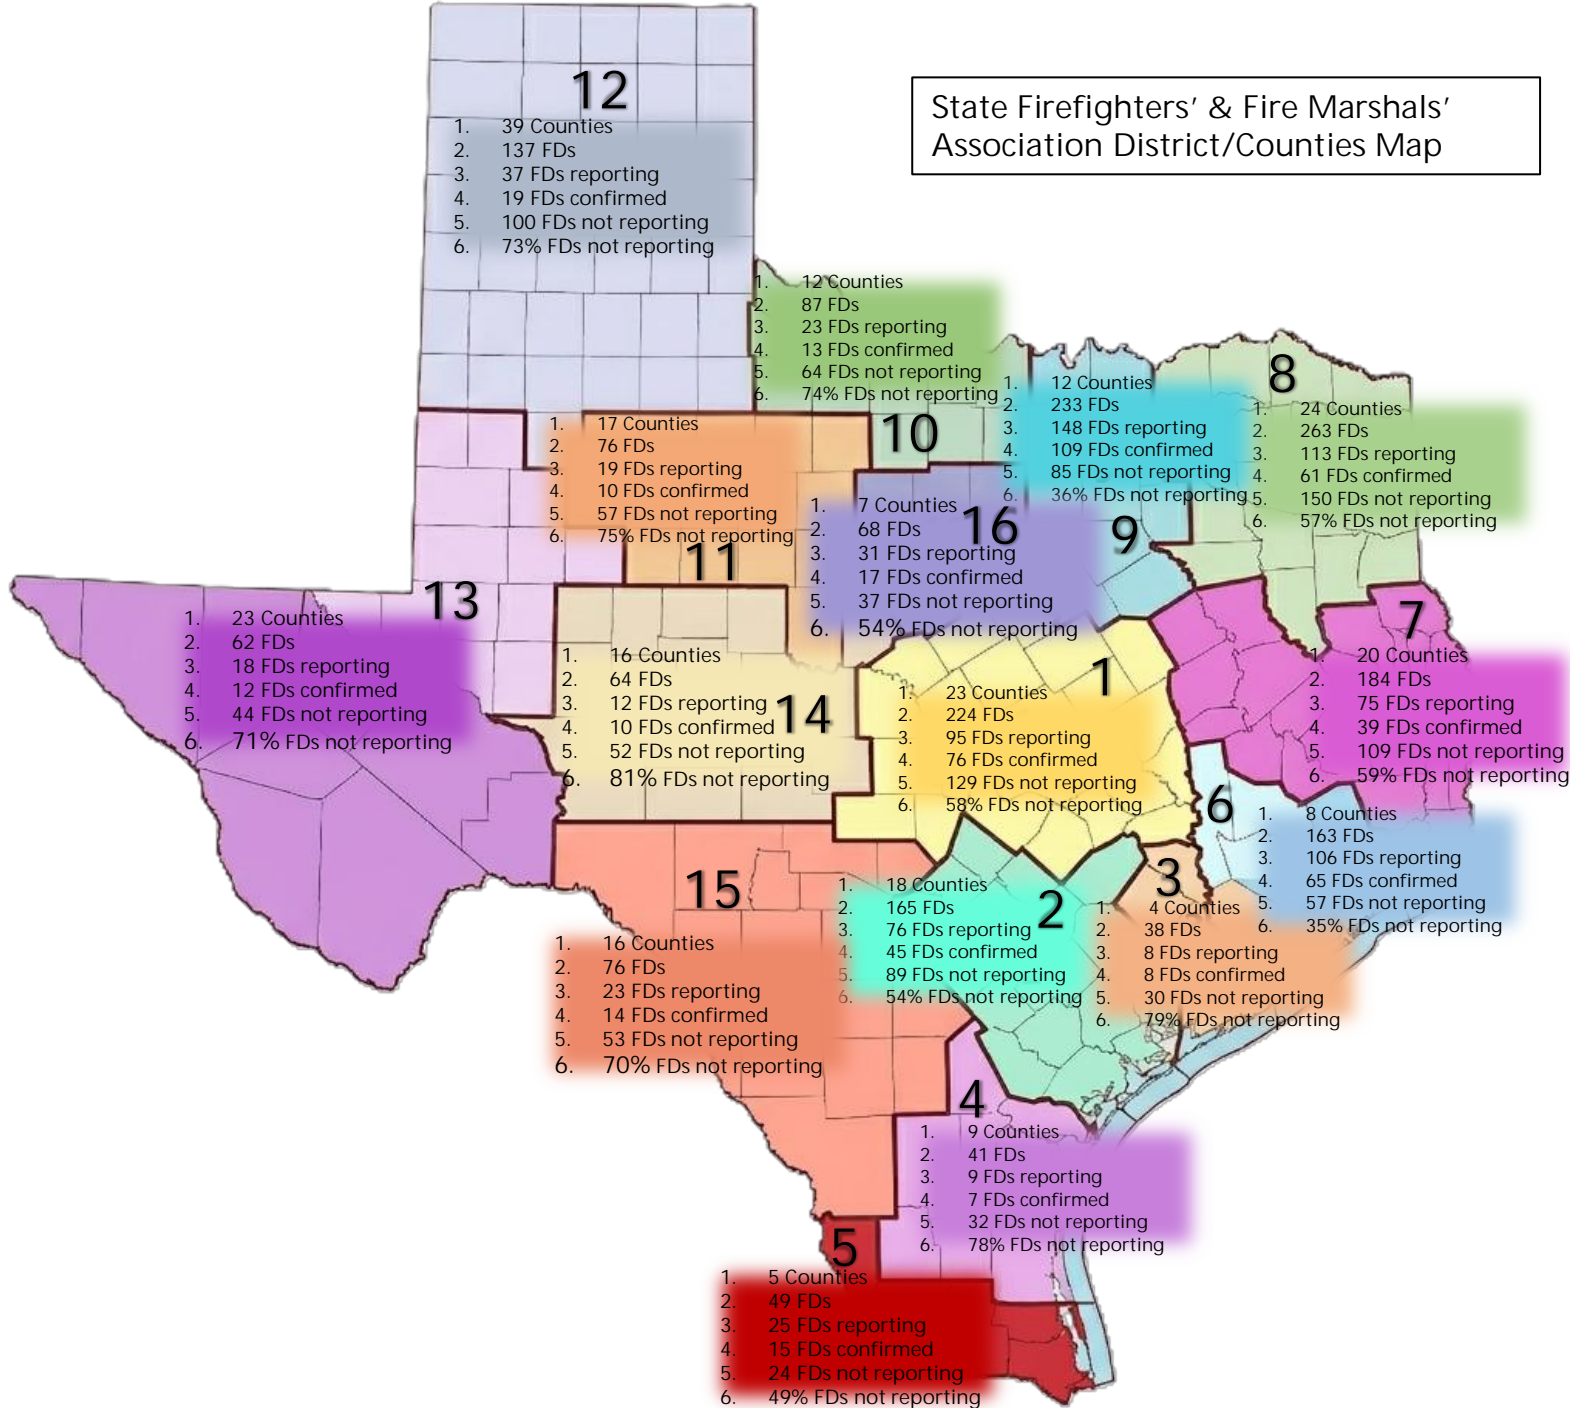 State Firefighters' & Fire Marshals'
Association District/Counties Map
12
1. 39 Counties
2. 137 FDs
3. 37 FDs reporting
4. 19 FDs confirmed
5. 100 FDs not reporting
6. 73% FDs not reporting
1. 12 Counties
2. 87 FDs
3. 23 FDs reporting
4. 13 FDs confirmed
5. 64 FDs not reporting
6. 74% FDs not reporting
10
1. 12 Counties
2. 233 FDs
3. 148 FDs reporting
4. 109 FDs confirmed
5. 85 FDs not reporting
6. 36% FDs not reporting
9
8
1. 24 Counties
2. 263 FDs
3. 113 FDs reporting
4. 61 FDs confirmed
5. 150 FDs not reporting
6. 57% FDs not reporting
1. 17 Counties
2. 76 FDs
3. 19 FDs reporting
4. 10 FDs confirmed
5. 57 FDs not reporting
6. 75% FDs not reporting
11
16
1. 7 Counties
2. 68 FDs
3. 31 FDs reporting
4. 17 FDs confirmed
5. 37 FDs not reporting
6. 54% FDs not reporting
13
1. 23 Counties
2. 62 FDs
3. 18 FDs reporting
4. 12 FDs confirmed
5. 44 FDs not reporting
6. 71% FDs not reporting
14
1. 16 Counties
2. 64 FDs
3. 12 FDs reporting
4. 10 FDs confirmed
5. 52 FDs not reporting
6. 81% FDs not reporting
1
1. 23 Counties
2. 224 FDs
3. 95 FDs reporting
4. 76 FDs confirmed
5. 129 FDs not reporting
6. 58% FDs not reporting
7
1. 20 Counties
2. 184 FDs
3. 75 FDs reporting
4. 39 FDs confirmed
5. 109 FDs not reporting
6. 59% FDs not reporting
6
1. 8 Counties
2. 163 FDs
3. 106 FDs reporting
4. 65 FDs confirmed
5. 57 FDs not reporting
6. 35% FDs not reporting
15
1. 16 Counties
2. 76 FDs
3. 23 FDs reporting
4. 14 FDs confirmed
5. 53 FDs not reporting
6. 70% FDs not reporting
2
1. 18 Counties
2. 165 FDs
3. 76 FDs reporting
4. 45 FDs confirmed
5. 89 FDs not reporting
6. 54% FDs not reporting
3
1. 4 Counties
2. 38 FDs
3. 8 FDs reporting
4. 8 FDs confirmed
5. 30 FDs not reporting
6. 79% FDs not reporting
4
1. 9 Counties
2. 41 FDs
3. 9 FDs reporting
4. 7 FDs confirmed
5. 32 FDs not reporting
6. 78% FDs not reporting
5
1. 5 Counties
2. 49 FDs
3. 25 FDs reporting
4. 15 FDs confirmed
5. 24 FDs not reporting
6. 49% FDs not reporting